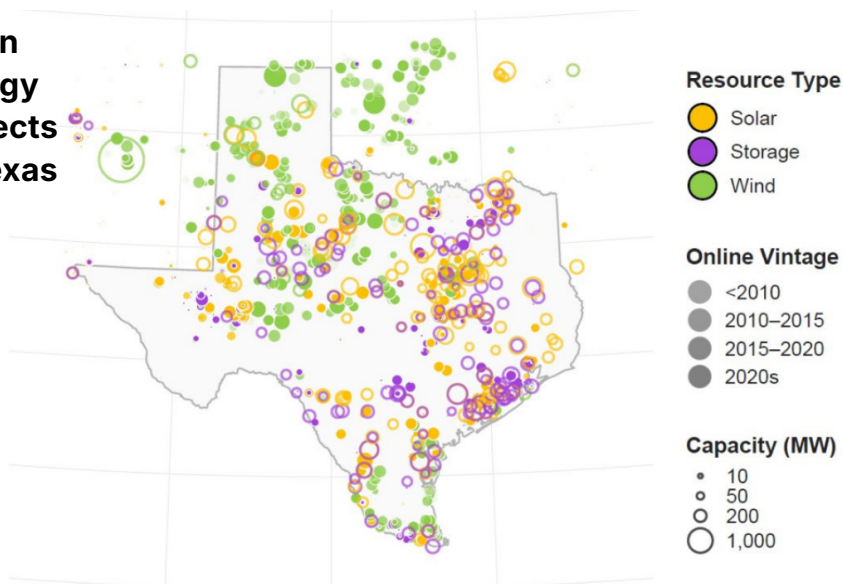 n
gy
ects
exas
Resource Type
Solar
Storage
Wind
Online Vintage
<2010
2010–2015
2015–2020
2020s
Capacity (MW)
10
50
200
1,000